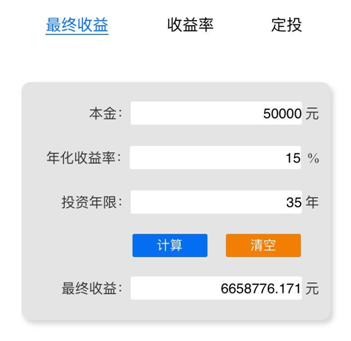 最终收益 收益率 定投
本金： 50000 元
年化收益率： 15 %
投资年限： 35 年
计算 清空
最终收益： 6658776.171 元